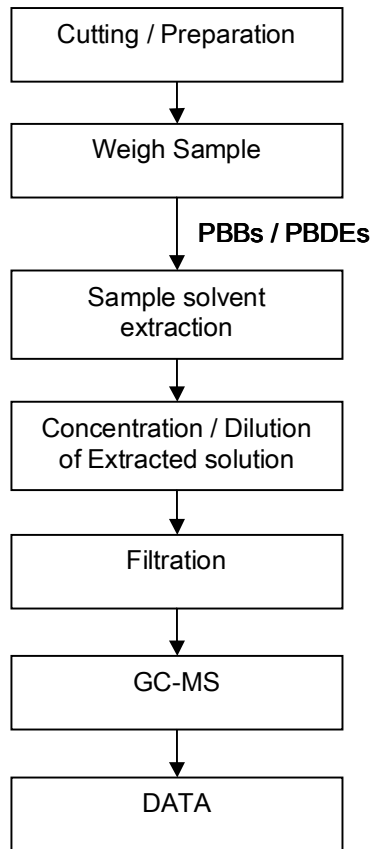 Cutting / Preparation
Weigh Sample
PBBs / PBDEs
Sample solvent
extraction
Concentration / Dilution
of Extracted solution
Filtration
GC-MS
DATA